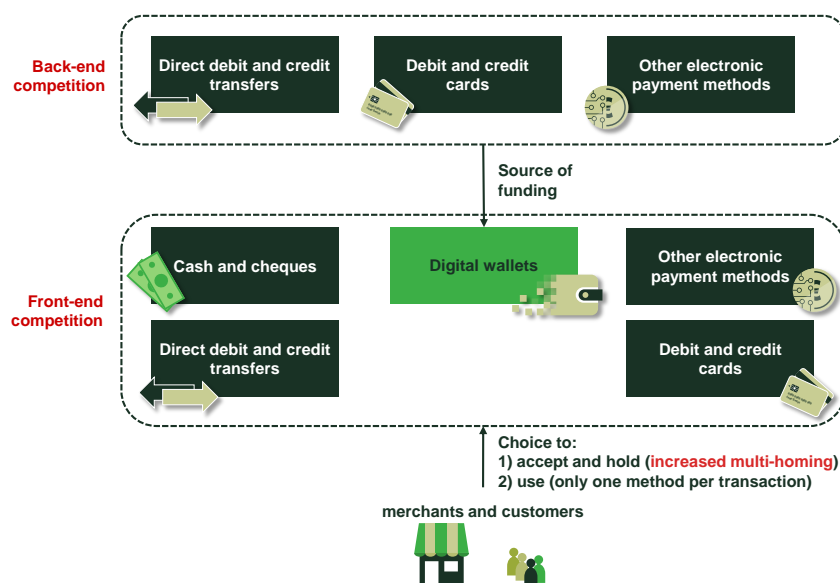 Back-end
competition
Direct debit and credit
transfers
Debit and credit
cards
Other electronic
payment methods
Source of
funding
Front-end
competition
Cash and cheques
Digital wallets
Other electronic
payment methods
Direct debit and credit
transfers
Debit and credit
cards
Choice to:
1) accept and hold (increased multi-homing)
2) use (only one method per transaction)
merchants and customers